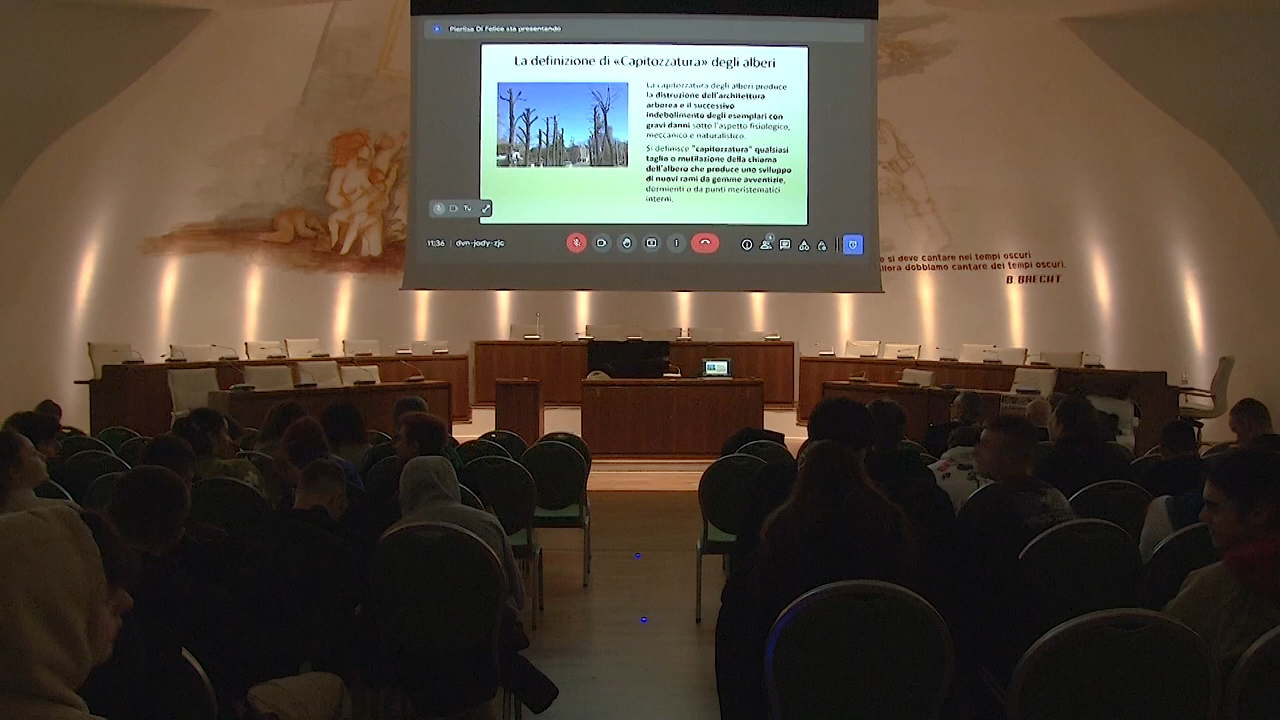 Pierlisa Di Felice sta presentando
La definizione di «Capitozzatura» degli alberi
La capitozzatura degli alberi produce
la distruzione dell'architettura
arborea e il successivo
indebolimento degli esemplari con
gravi danni sotto l'aspetto fisiologico,
meccanico e naturalistico.
Si definisce "capitozzatura" qualsiasi
taglio o mutilazione della chioma
dell'albero che produce uno sviluppo
di nuovi rami da gemme avventizie,
dormienti o da punti meristematici
interni.
Tu
11:36 | dvn-jody-zjc
e si deve cantare nei tempi oscuri
llora dobbiamo cantare dei tempi oscuri.
B. BRECHT